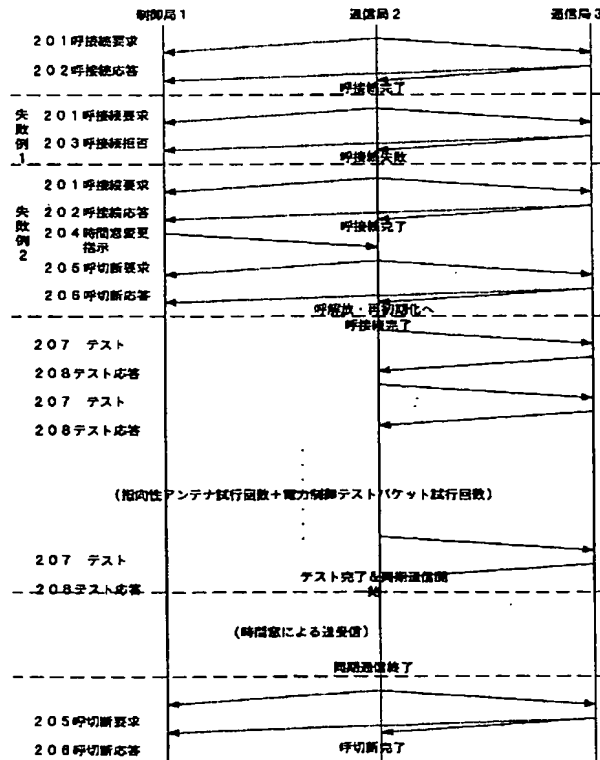 制御局1 通信局2 通信局3
201呼接続要求
202呼接続応答
呼接続完了
失敗例1
201呼接続要求
203呼接続拒否
呼接続失敗
失敗例2
201呼接続要求
202呼接続応答
呼接続完了
204時間窓変更
指示
205呼切断要求
206呼切断応答
呼解放・再初期化へ
呼接続完了
207 テスト
208テスト応答
207 テスト
208テスト応答
(指向性アンテナ試行回数+電力制御テストパケット試行回数)
207 テスト
テスト完了&同期通信開
始
208テスト応答
(時間窓による送受信)
同期通信終了
205呼切断要求
206呼切断応答
呼切断完了